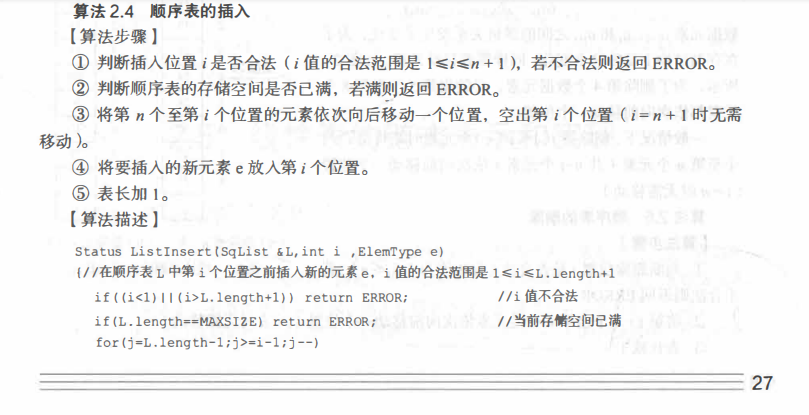 算法 2.4 顺序表的插入
【算法步骤】
① 判断插入位置 i 是否合法（i 值的合法范围是 1≤i≤n+1），若不合法则返回 ERROR。
② 判断顺序表的存储空间是否已满，若满则返回 ERROR。
③ 将第 n 个至第 i 个位置的元素依次向后移动一个位置，空出第 i 个位置（i=n+1 时无需
移动）。
④ 将要插入的新元素 e 放入第 i 个位置。
⑤ 表长加 1。
【算法描述】
Status ListInsert(SqList &L,int i ,ElemType e)
{//在顺序表 L 中第 i 个位置之前插入新的元素 e，i 值的合法范围是 1≤i≤L.length+1
if((i<1)||(i>L.length+1)) return ERROR; //i 值不合法
if(L.length==MAXSIZE) return ERROR; //当前存储空间已满
for(j=L.length-1;j>=i-1;j--)
27